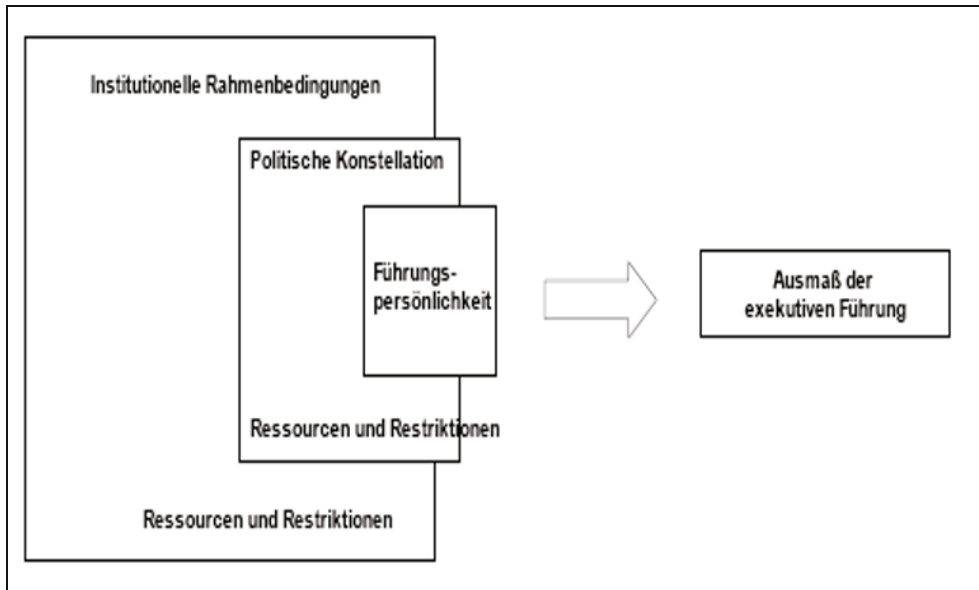 Institutionelle Rahmenbedingungen
Politische Konstellation
Führungs-
persönlichkeit
Ressourcen und Restriktionen
Ressourcen und Restriktionen
Ausmaß der
exekutiven Führung